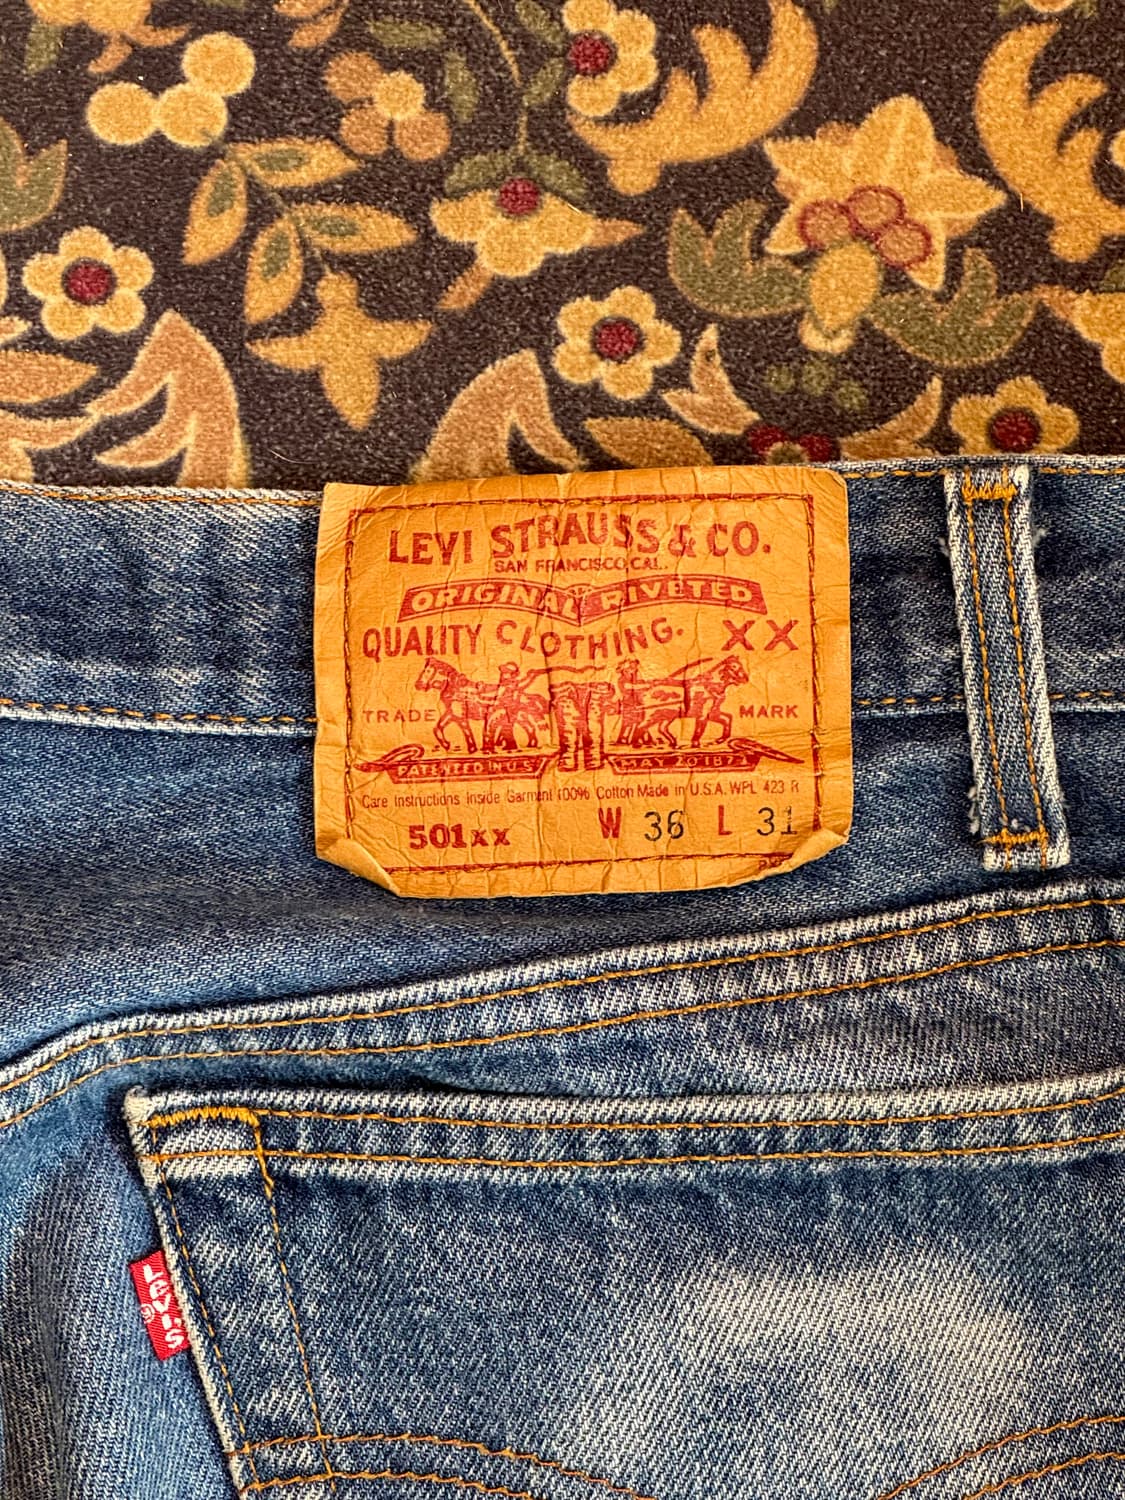 LEVI STRAUSS & CO.
SAN FRANCISCO, CAL.
ORIGINAL RIVETED
QUALITY CLOTHING. XX
TRADE MARK
PATENTED IN U.S. MAY 20 1873
Care Instructions Inside Garment 100% Cotton Made in U.S.A. WPL 423 R
501xx W 36 L 31
LEVI'S
®